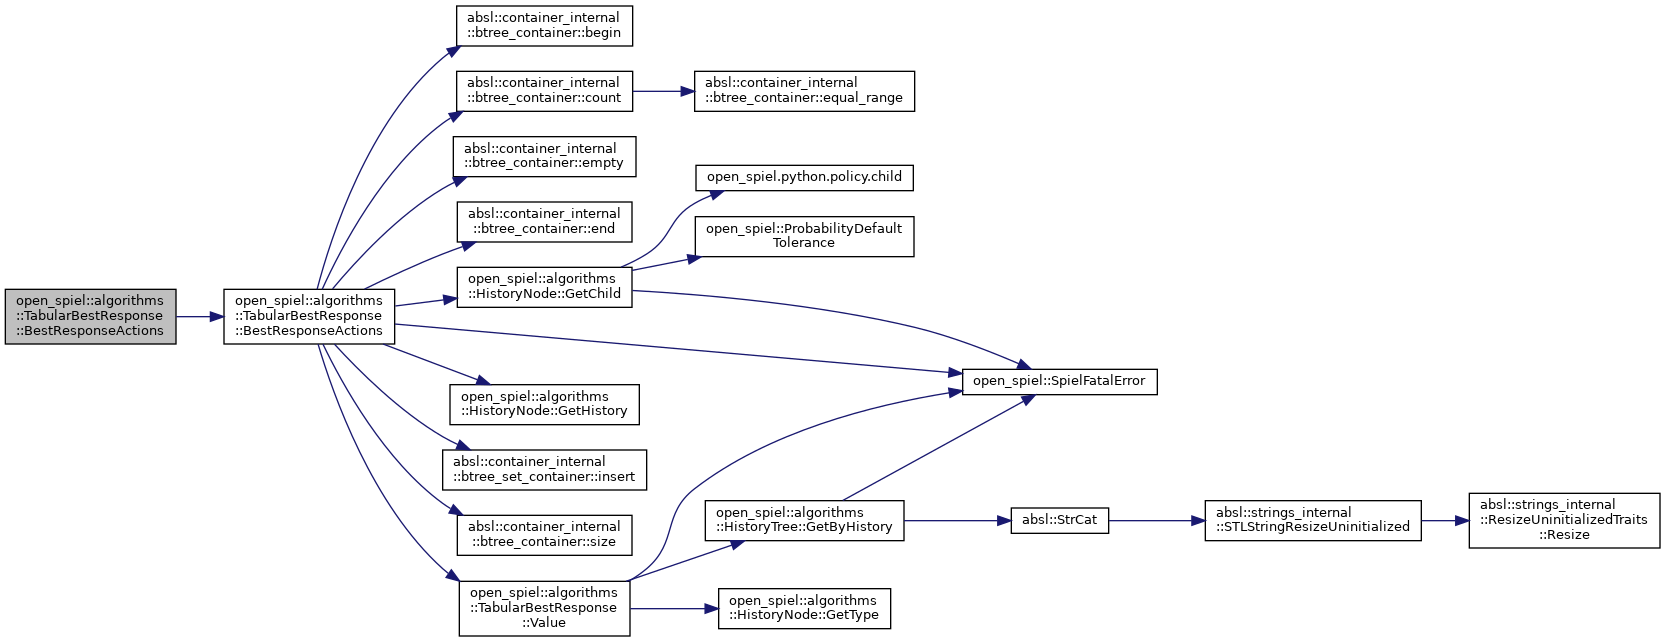 open_spiel::algorithms
::TabularBestResponse
::BestResponseActions
open_spiel::algorithms
::TabularBestResponse
::BestResponseActions
absl::container_internal
::btree_container::begin
absl::container_internal
::btree_container::count
absl::container_internal
::btree_container::empty
absl::container_internal
::btree_container::end
open_spiel::algorithms
::HistoryNode::GetChild
open_spiel::algorithms
::HistoryNode::GetHistory
absl::container_internal
::btree_set_container::insert
absl::container_internal
::btree_container::size
open_spiel::algorithms
::TabularBestResponse
::Value
absl::container_internal
::btree_container::equal_range
open_spiel.python.policy.child
open_spiel::ProbabilityDefault
Tolerance
open_spiel::SpielFatalError
open_spiel::algorithms
::HistoryTree::GetByHistory
open_spiel::algorithms
::HistoryNode::GetType
absl::StrCat
absl::strings_internal
::STLStringResizeUninitialized
absl::strings_internal
::ResizeUninitializedTraits
::Resize